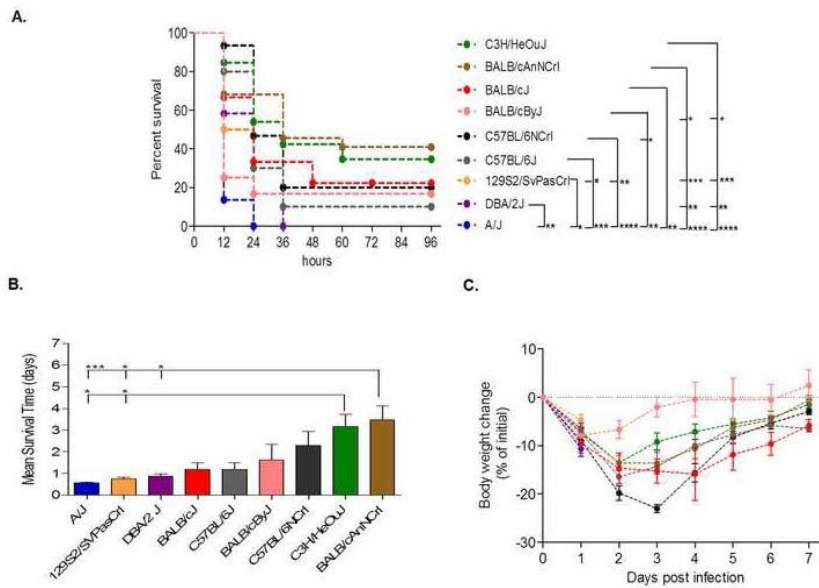 A.
Percent survival
100
80
60
40
20
0
0 12 24 36 48 60 72 84 96
hours
C3H/HeOuJ
BALB/cAnNCrl
BALB/cJ
BALB/cByJ
C57BL/6NCrl
C57BL/6J
129S2/SvPasCrl
DBA/2J
A/J
* *
*
*** ***
* **
** **
** * *** **** ** ** **** ****
B.
Mean Survival Time (days)
7
6
5
4
3
2
1
0
*** * *
* *
A/J
129S2/SvPasCrl
DBA/2 J
BALB/cJ
C57BL/6J
BALB/cByJ
C57BL/6NCrl
C3H/HeOuJ
BALB/cAnNCrl
C.
Body weight change
(% of initial)
10
0
-10
-20
-30
0 1 2 3 4 5 6 7
Days post infection